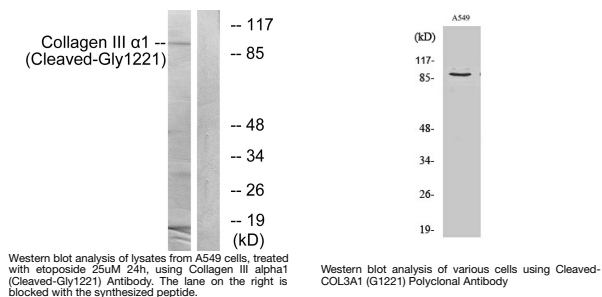 Collagen III α1 --
(Cleaved-Gly1221)
-- 117
-- 85
-- 48
-- 34
-- 26
-- 19
(kD)
Western blot analysis of lysates from A549 cells, treated
with etoposide 25uM 24h, using Collagen III alpha1
(Cleaved-Gly1221) Antibody. The lane on the right is
blocked with the synthesized peptide.
A549
(kD)
117-
85-
48-
34-
26-
19-
Western blot analysis of various cells using Cleaved-
COL3A1 (G1221) Polyclonal Antibody